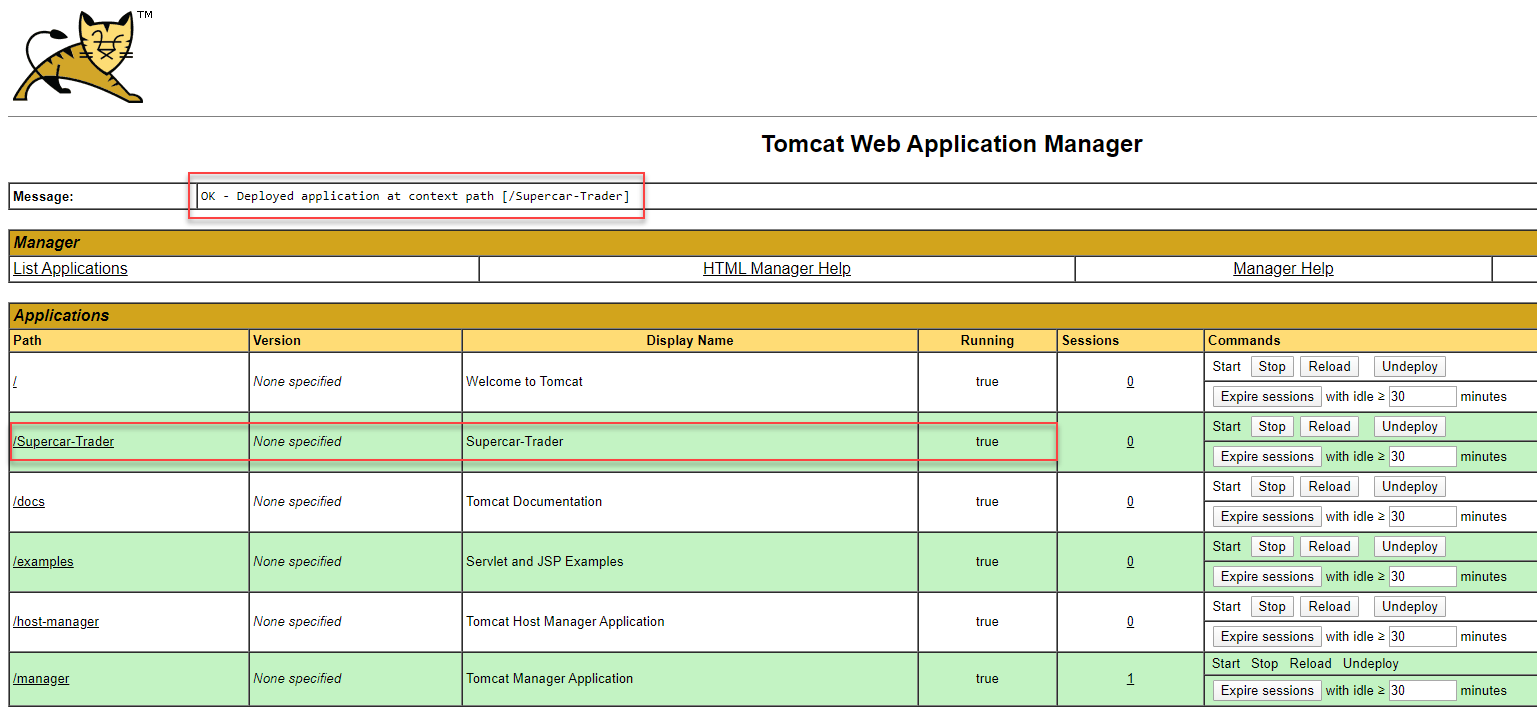 TM
Tomcat Web Application Manager
Message: OK - Deployed application at context path [/Supercar-Trader]
Manager
List Applications HTML Manager Help Manager Help
Applications
Path Version Display Name Running Sessions Commands
/ None specified Welcome to Tomcat true 0 Start Stop Reload Undeploy
Expire sessions with idle ≥ 30 minutes
/Supercar-Trader None specified Supercar-Trader true 0 Start Stop Reload Undeploy
Expire sessions with idle ≥ 30 minutes
/docs None specified Tomcat Documentation true 0 Start Stop Reload Undeploy
Expire sessions with idle ≥ 30 minutes
/examples None specified Servlet and JSP Examples true 0 Start Stop Reload Undeploy
Expire sessions with idle ≥ 30 minutes
/host-manager None specified Tomcat Host Manager Application true 0 Start Stop Reload Undeploy
Expire sessions with idle ≥ 30 minutes
/manager None specified Tomcat Manager Application true 1 Start Stop Reload Undeploy
Expire sessions with idle ≥ 30 minutes